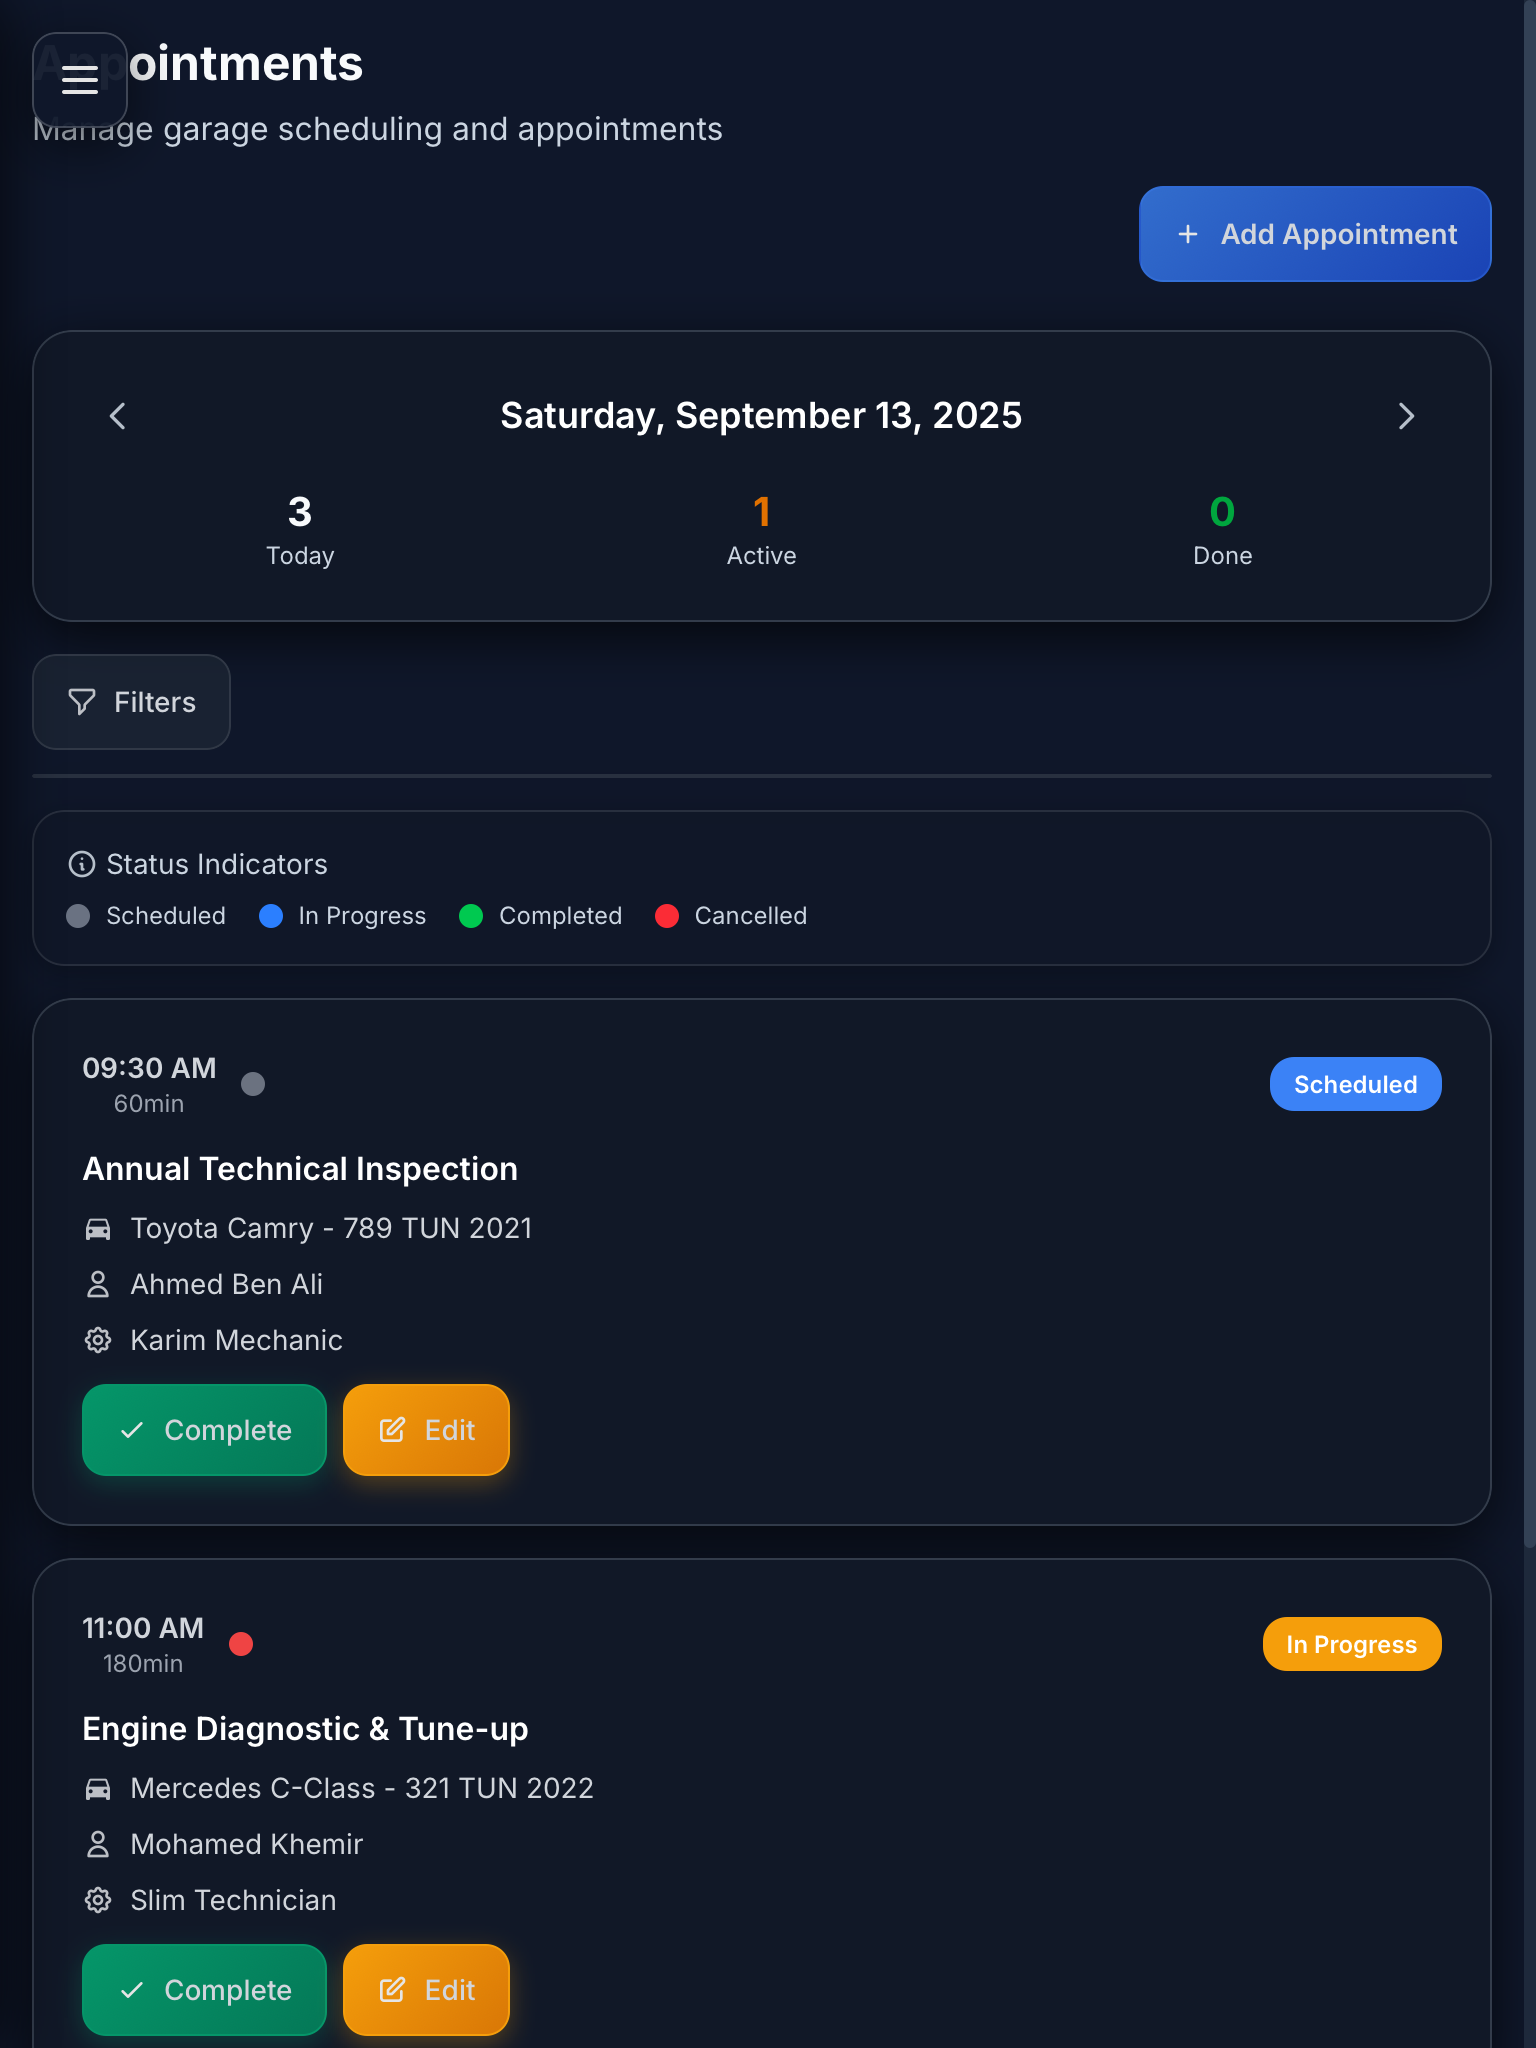 Appointments
Manage garage scheduling and appointments
Add Appointment
Saturday, September 13, 2025
3
Today
1
Active
0
Done
Filters
Status Indicators
Scheduled
In Progress
Completed
Cancelled
09:30 AM
60min
Scheduled
Annual Technical Inspection
Toyota Camry - 789 TUN 2021
Ahmed Ben Ali
Karim Mechanic
Complete
Edit
11:00 AM
180min
In Progress
Engine Diagnostic & Tune-up
Mercedes C-Class - 321 TUN 2022
Mohamed Khemir
Slim Technician
Complete
Edit